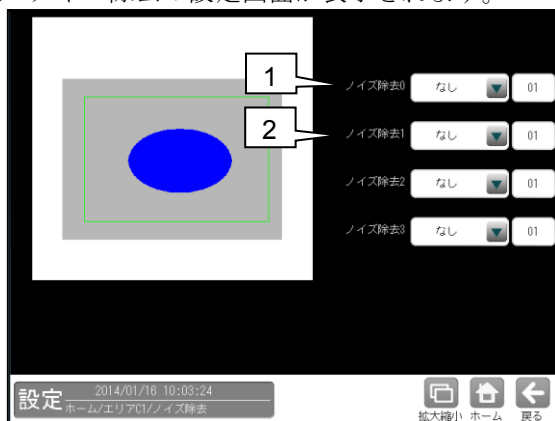 設定画面が表示されます。
1
ノイズ除去0 なし 01
2
ノイズ除去1 なし 01
ノイズ除去2 なし 01
ノイズ除去3 なし 01
設定 2014/01/16 10:03:24
ホーム/エリアC1/ノイズ除去
拡大縮小 ホーム 戻る